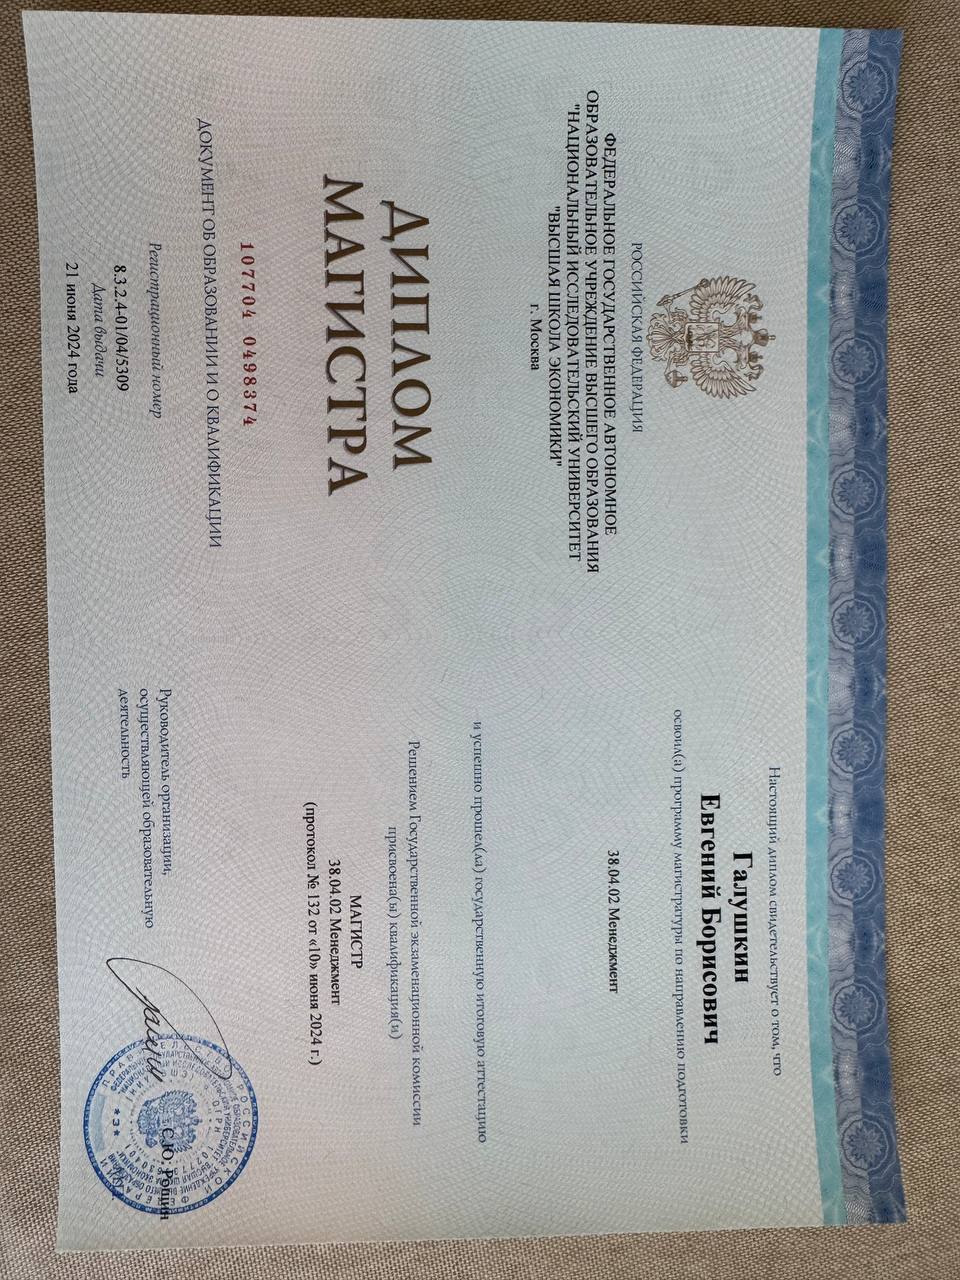 РОССИЙСКАЯ ФЕДЕРАЦИЯ
ФЕДЕРАЛЬНОЕ ГОСУДАРСТВЕННОЕ АВТОНОМНОЕ
ОБРАЗОВАТЕЛЬНОЕ УЧРЕЖДЕНИЕ ВЫСШЕГО ОБРАЗОВАНИЯ
"НАЦИОНАЛЬНЫЙ ИССЛЕДОВАТЕЛЬСКИЙ УНИВЕРСИТЕТ
"ВЫСШАЯ ШКОЛА ЭКОНОМИКИ"
г. Москва
ДИПЛОМ
МАГИСТРА
107704 0498374
ДОКУМЕНТ ОБ ОБРАЗОВАНИИ И О КВАЛИФИКАЦИИ
Регистрационный номер
8.3.2.4-01/04/5309
Дата выдачи
21 июня 2024 года
Настоящий диплом свидетельствует о том, что
Галушкин
Евгений Борисович
освоил(а) программу магистратуры по направлению подготовки
38.04.02 Менеджмент
и успешно прошел(ла) государственную итоговую аттестацию
Решением Государственной экзаменационной комиссии
присвоена(ы) квалификация(и)
МАГИСТР
38.04.02 Менеджмент
(протокол № 132 от «10» июня 2024 г.)
Руководитель организации,
осуществляющей образовательную
деятельность
С.Ю. Рощин